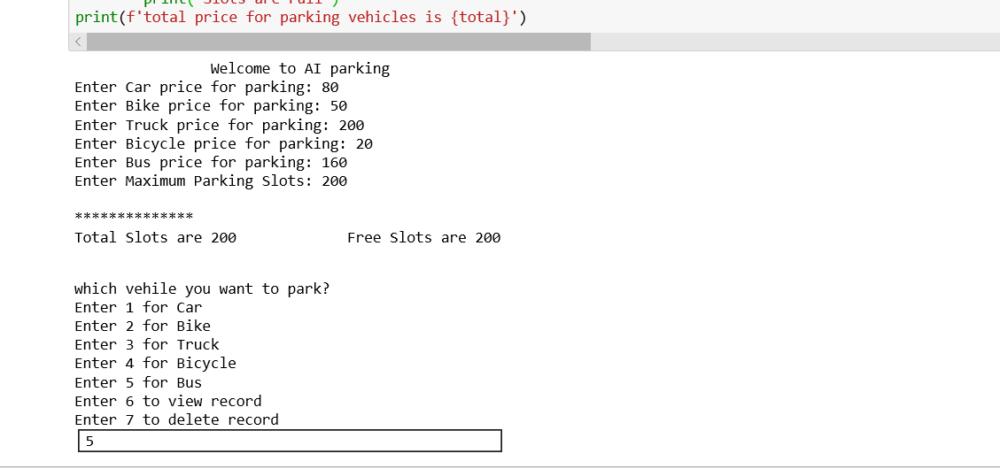 print("Slots are Full")
print(f'total price for parking vehicles is {total}')
Welcome to AI parking
Enter Car price for parking: 80
Enter Bike price for parking: 50
Enter Truck price for parking: 200
Enter Bicycle price for parking: 20
Enter Bus price for parking: 160
Enter Maximum Parking Slots: 200
**************
Total Slots are 200 Free Slots are 200
which vehile you want to park?
Enter 1 for Car
Enter 2 for Bike
Enter 3 for Truck
Enter 4 for Bicycle
Enter 5 for Bus
Enter 6 to view record
Enter 7 to delete record
5